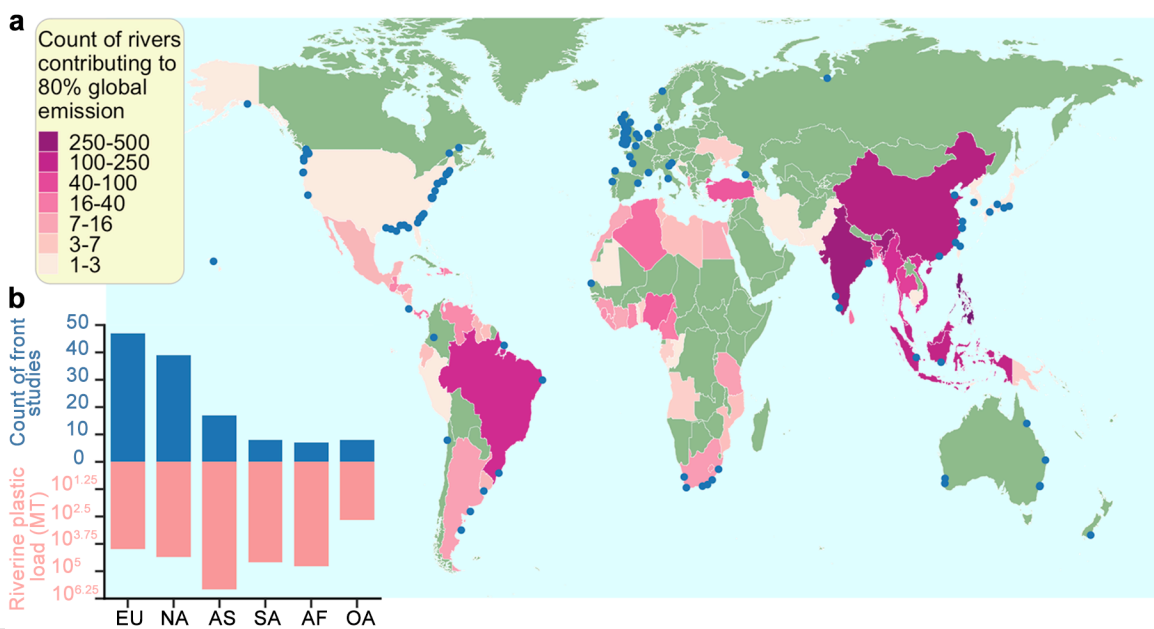 a
Count of rivers
contributing to
80% global
emission
250-500
100-250
40-100
16-40
7-16
3-7
1-3
b
Count of front
studies
50
40
30
20
10
0
Riverine plastic
load (MT)
10^1.25
10^2.5
10^3.75
10^5
10^6.25
EU NA AS SA AF OA